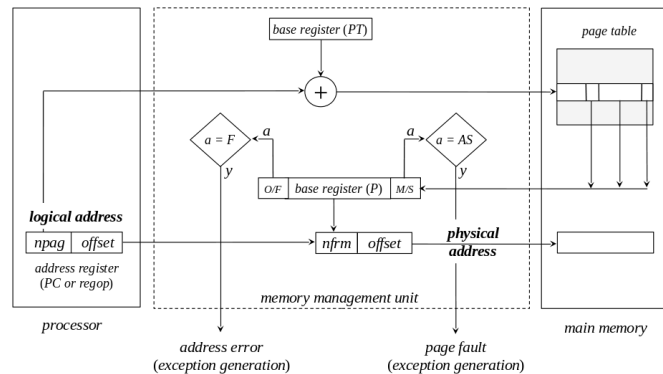 base register (PT)
page table
+
a = F
a
a
a = AS
y
O/F
base register (P)
M/S
y
logical address
npag
offset
nfrm
offset
physical
address
address register
(PC or regop)
memory management unit
processor
main memory
address error
(exception generation)
page fault
(exception generation)